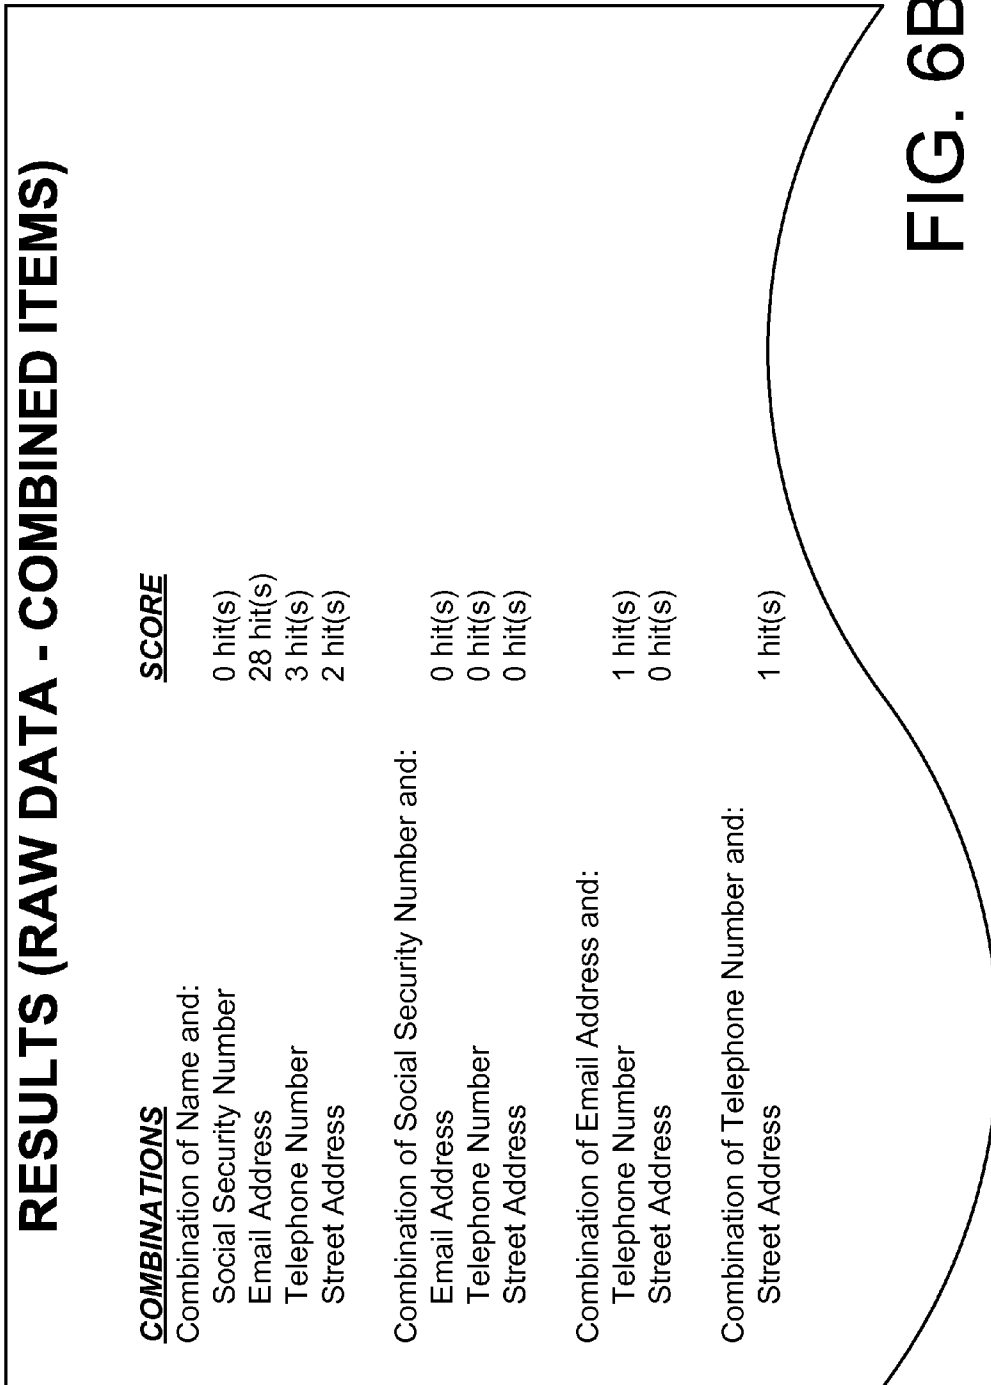 RESULTS (RAW DATA - COMBINED ITEMS)
COMBINATIONS SCORE
Combination of Name and:
Social Security Number 0 hit(s)
Email Address 28 hit(s)
Telephone Number 3 hit(s)
Street Address 2 hit(s)
Combination of Social Security Number and:
Email Address 0 hit(s)
Telephone Number 0 hit(s)
Street Address 0 hit(s)
Combination of Email Address and:
Telephone Number 1 hit(s)
Street Address 0 hit(s)
Combination of Telephone Number and:
Street Address 1 hit(s)
FIG. 6B